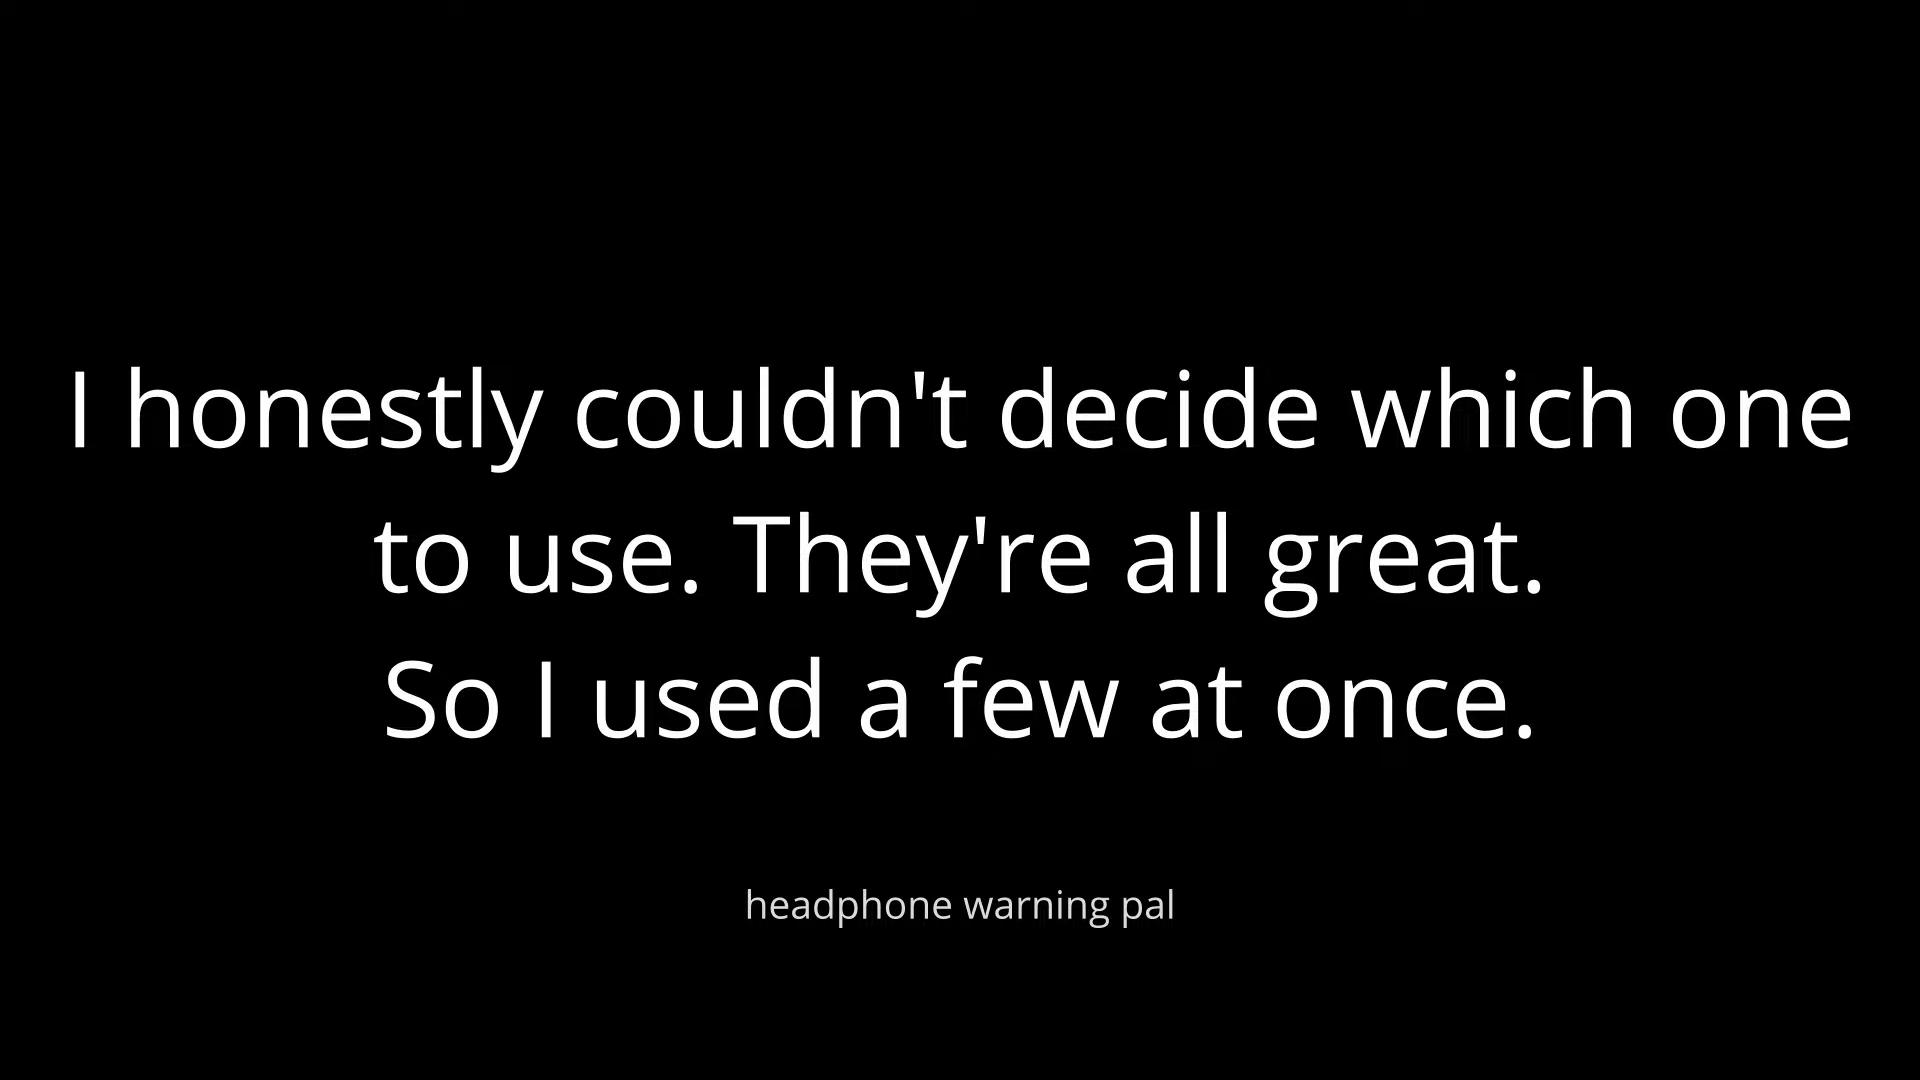 I honestly couldn't decide which one
to use. They're all great.
So I used a few at once.
headphone warning pal